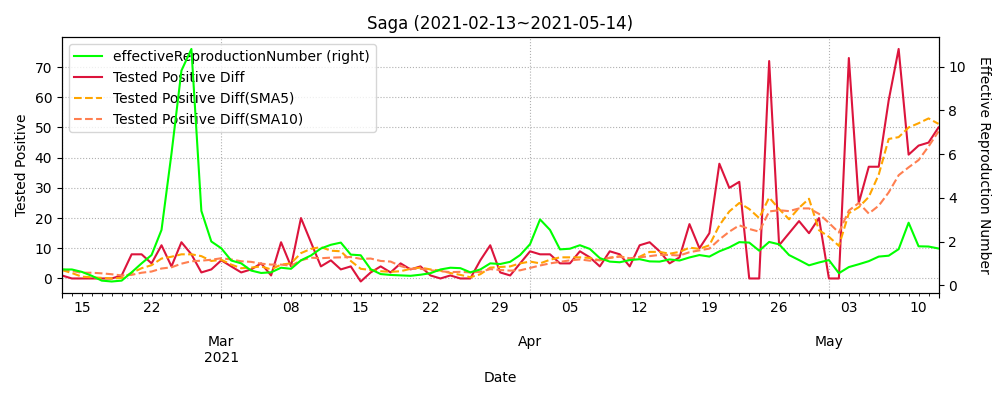 Saga (2021-02-13~2021-05-14)
effectiveReproductionNumber (right)
Tested Positive Diff
Tested Positive Diff(SMA5)
Tested Positive Diff(SMA10)
Tested Positive
70
60
50
40
30
20
10
0
Effective Reproduction Number
10
8
6
4
2
0
15 22 08 15 22 29 05 12 19 26 03 10
Mar Apr May
2021
Date